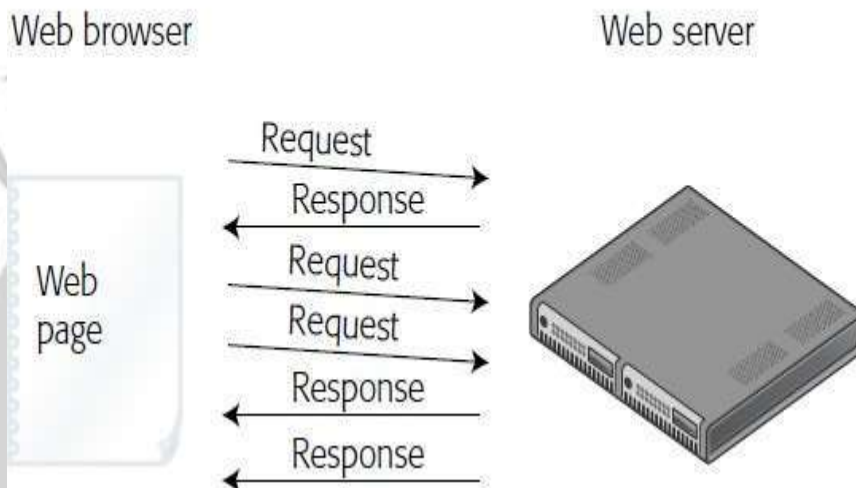 Web browser
Web server
Request
Response
Request
Request
Response
Response
Web
page